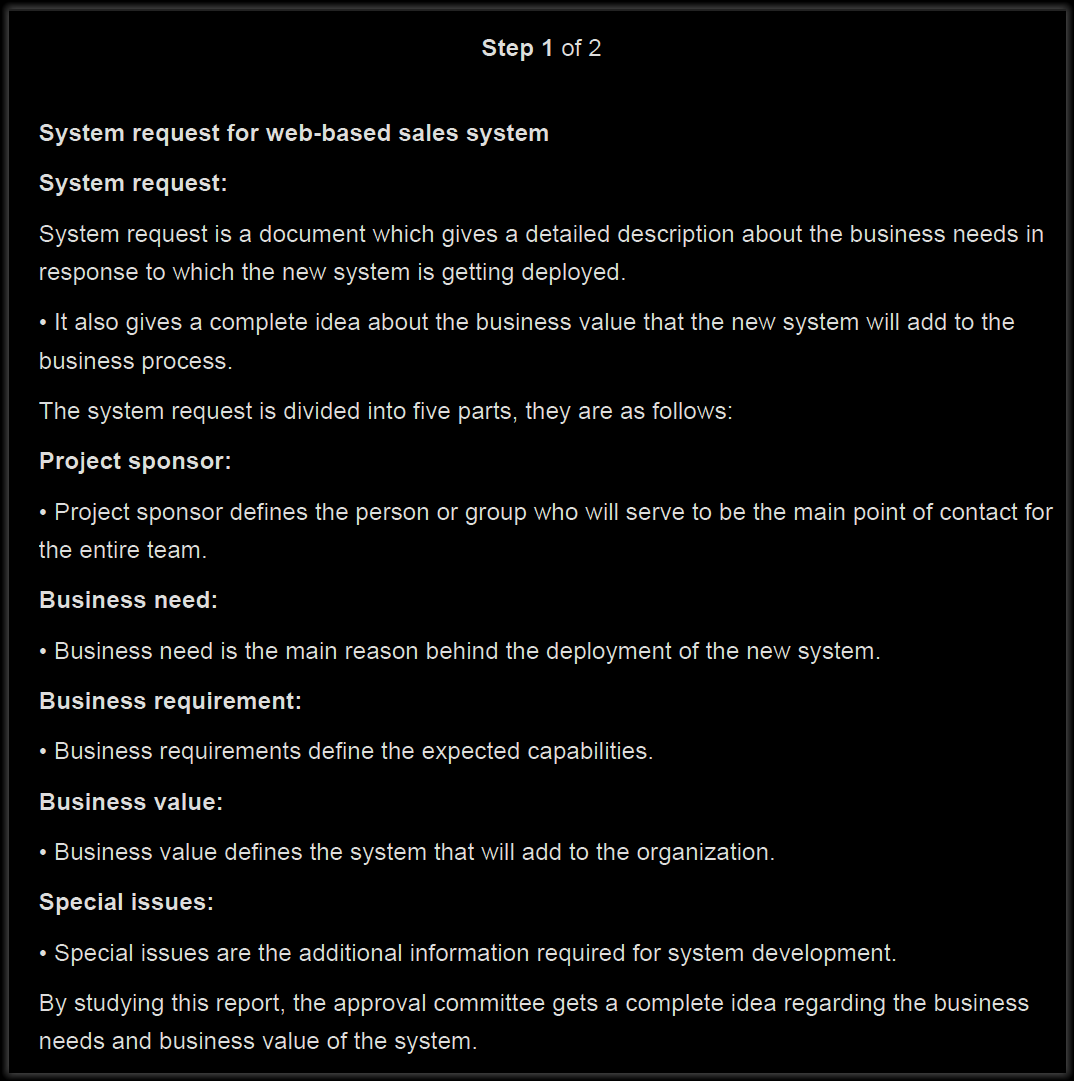 Step 1 of 2
System request for web-based sales system
System request:
System request is a document which gives a detailed description about the business needs in
response to which the new system is getting deployed.
• It also gives a complete idea about the business value that the new system will add to the
business process.
The system request is divided into five parts, they are as follows:
Project sponsor:
• Project sponsor defines the person or group who will serve to be the main point of contact for
the entire team.
Business need:
• Business need is the main reason behind the deployment of the new system.
Business requirement:
• Business requirements define the expected capabilities.
Business value:
• Business value defines the system that will add to the organization.
Special issues:
• Special issues are the additional information required for system development.
By studying this report, the approval committee gets a complete idea regarding the business
needs and business value of the system.